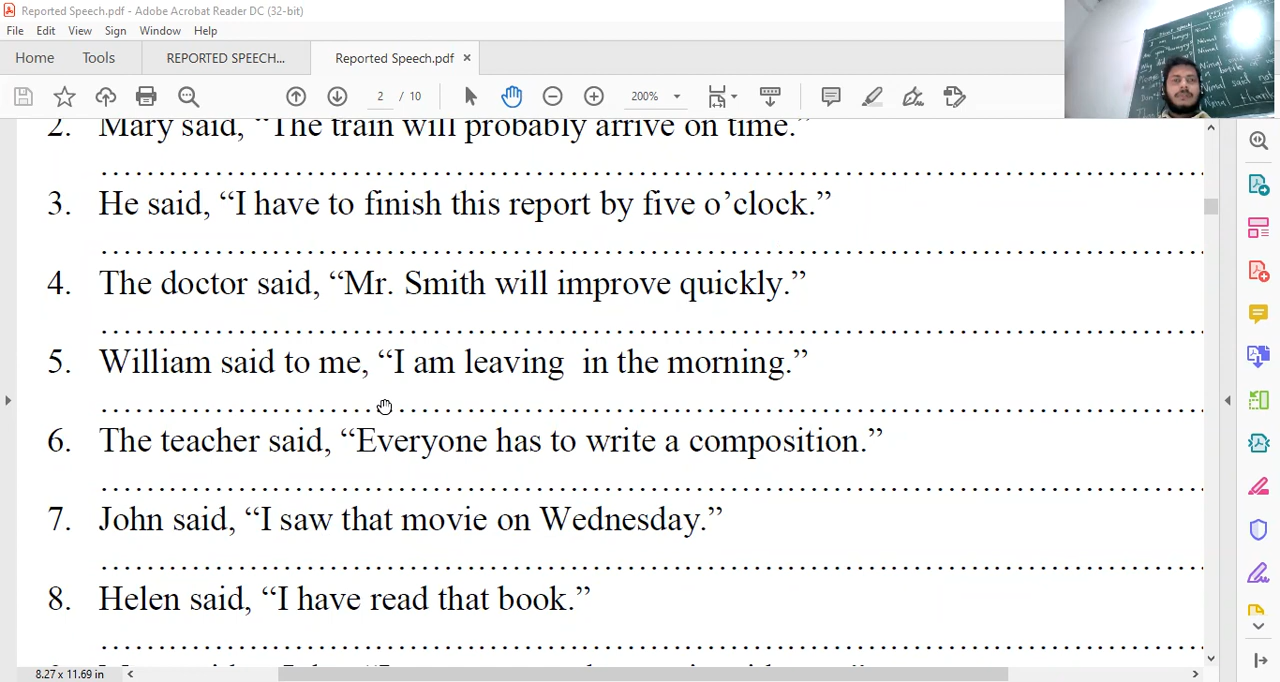 Reported Speech.pdf - Adobe Acrobat Reader DC (32-bit)
File Edit View Sign Window Help
Home Tools REPORTED SPEECH... Reported Speech.pdf ×
2 / 10 200%
2. Mary said, “The train will probably arrive on time.”
3. He said, “I have to finish this report by five o’clock.”
4. The doctor said, “Mr. Smith will improve quickly.”
5. William said to me, “I am leaving in the morning.”
6. The teacher said, “Everyone has to write a composition.”
7. John said, “I saw that movie on Wednesday.”
8. Helen said, “I have read that book.”
8.27 x 11.69 in